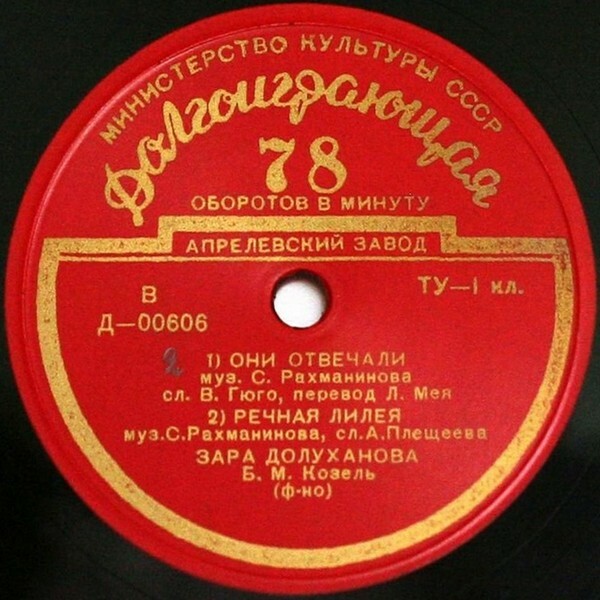 МИНИСТЕРСТВО КУЛЬТУРЫ СССР
Долгоиграющая
78
ОБОРОТОВ В МИНУТУ
АПРЕЛЕВСКИЙ ЗАВОД
В
Д—00606
ТУ—1 кл.
2
1) ОНИ ОТВЕЧАЛИ
муз. С. Рахманинова
сл. В. Гюго, перевод Л. Мея
2) РЕЧНАЯ ЛИЛЕЯ
муз.С.Рахманинова, сл.А.Плещеева
ЗАРА ДОЛУХАНОВА
Б. М. Козель
(ф-но)